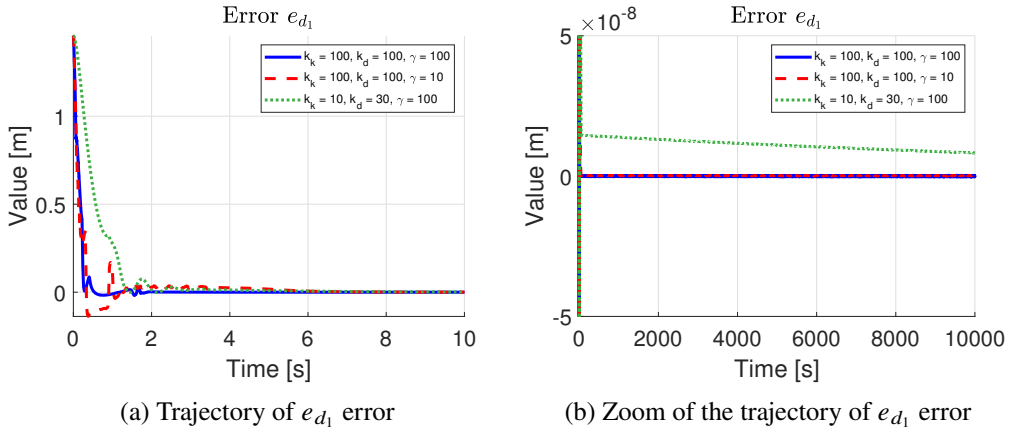 Error e_{d_1}
k_k = 100, k_d = 100, γ = 100
k_k = 100, k_d = 100, γ = 10
k_k = 10, k_d = 30, γ = 100
Value [m]
1
0.5
0
0
2
4
6
8
10
Time [s]
(a) Trajectory of e_{d_1} error
Error e_{d_1}
×10^{-8}
k_k = 100, k_d = 100, γ = 100
k_k = 100, k_d = 100, γ = 10
k_k = 10, k_d = 30, γ = 100
Value [m]
5
0
-5
0
2000
4000
6000
8000
10000
Time [s]
(b) Zoom of the trajectory of e_{d_1} error